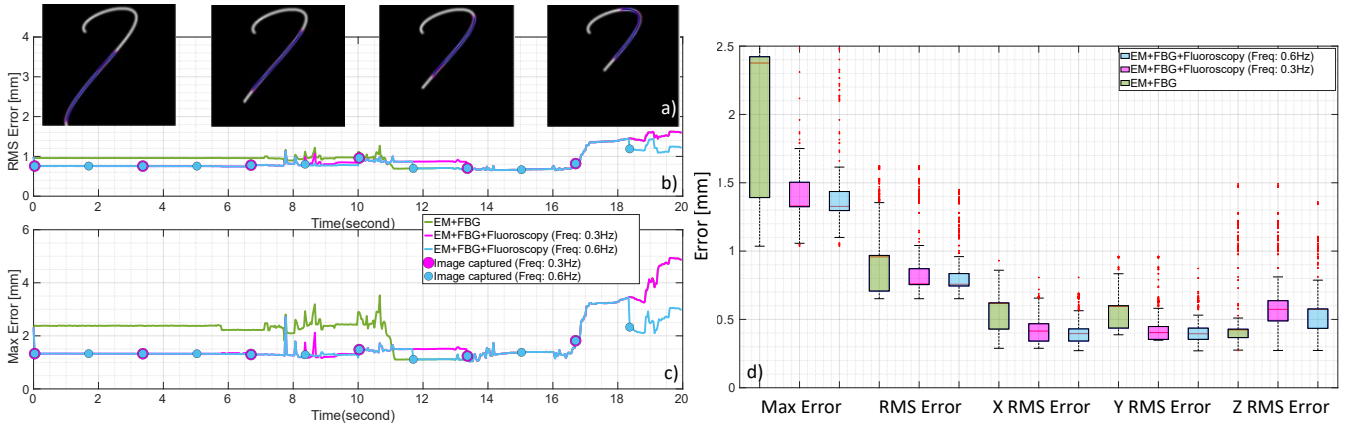 a)
4
3
2
1
0
RMS Error [mm]
b)
0 2 4 6 8 10 12 14 16 18 20
Time(second)
EM+FBG
EM+FBG+Fluoroscopy (Freq: 0.3Hz)
EM+FBG+Fluoroscopy (Freq: 0.6Hz)
Image captured (Freq: 0.3Hz)
Image captured (Freq: 0.6Hz)
6
4
2
0
Max Error [mm]
c)
0 2 4 6 8 10 12 14 16 18 20
Time(second)
2.5
2
1.5
1
0.5
0
Error [mm]
EM+FBG+Fluoroscopy (Freq: 0.6Hz)
EM+FBG+Fluoroscopy (Freq: 0.3Hz)
EM+FBG
d)
Max Error RMS Error X RMS Error Y RMS Error Z RMS Error